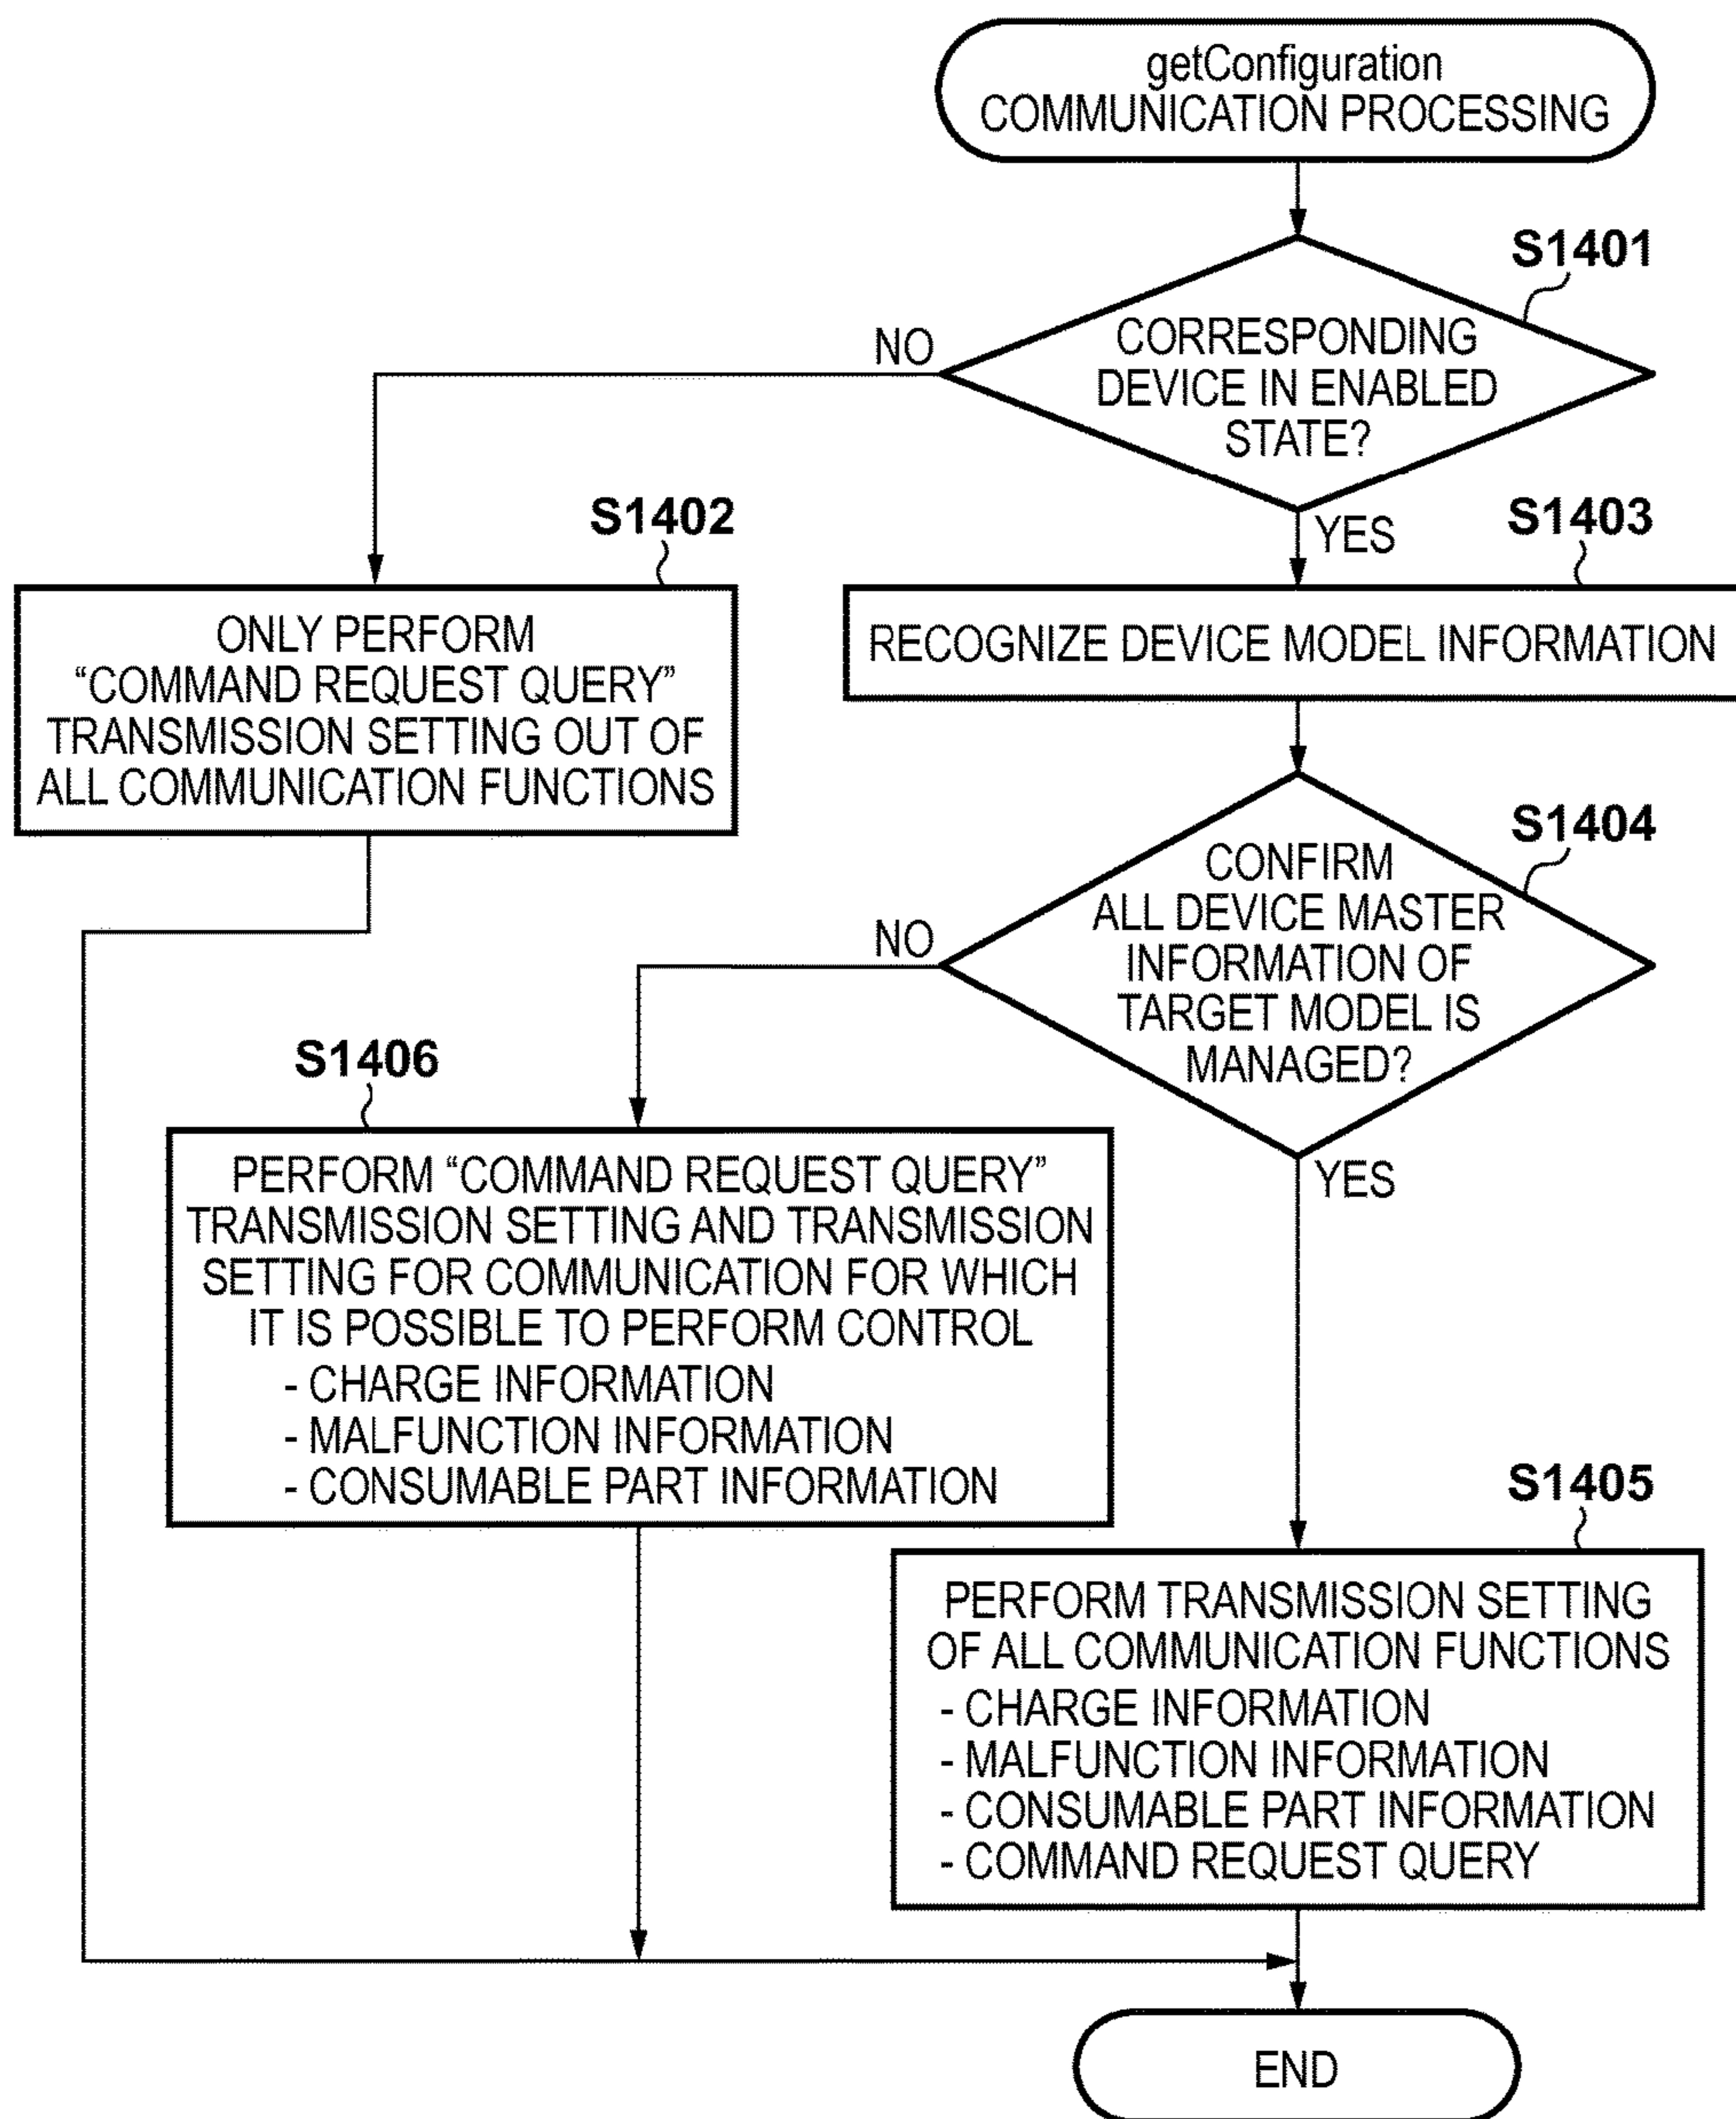 getConfiguration
COMMUNICATION PROCESSING
S1401
CORRESPONDING
DEVICE IN ENABLED
STATE?
NO
YES
S1402
ONLY PERFORM
“COMMAND REQUEST QUERY”
TRANSMISSION SETTING OUT OF
ALL COMMUNICATION FUNCTIONS
S1403
RECOGNIZE DEVICE MODEL INFORMATION
S1404
CONFIRM
ALL DEVICE MASTER
INFORMATION OF
TARGET MODEL IS
MANAGED?
NO
YES
S1406
PERFORM “COMMAND REQUEST QUERY”
TRANSMISSION SETTING AND TRANSMISSION
SETTING FOR COMMUNICATION FOR WHICH
IT IS POSSIBLE TO PERFORM CONTROL
- CHARGE INFORMATION
- MALFUNCTION INFORMATION
- CONSUMABLE PART INFORMATION
S1405
PERFORM TRANSMISSION SETTING
OF ALL COMMUNICATION FUNCTIONS
- CHARGE INFORMATION
- MALFUNCTION INFORMATION
- CONSUMABLE PART INFORMATION
- COMMAND REQUEST QUERY
END